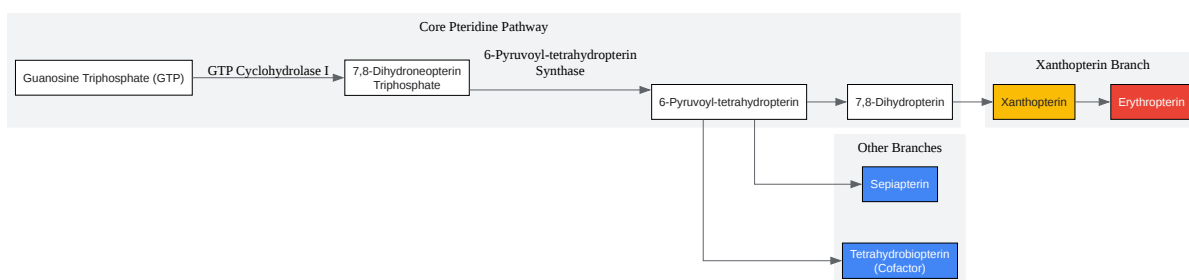 Core Pteridine Pathway
Guanosine Triphosphate (GTP)
GTP Cyclohydrolase I
7,8-Dihydroneopterin
Triphosphate
6-Pyruvoyl-tetrahydropterin
Synthase
6-Pyruvoyl-tetrahydropterin
7,8-Dihydropterin
Xanthopterin Branch
Xanthopterin
Erythropterin
Other Branches
Sepiapterin
Tetrahydrobiopterin
(Cofactor)